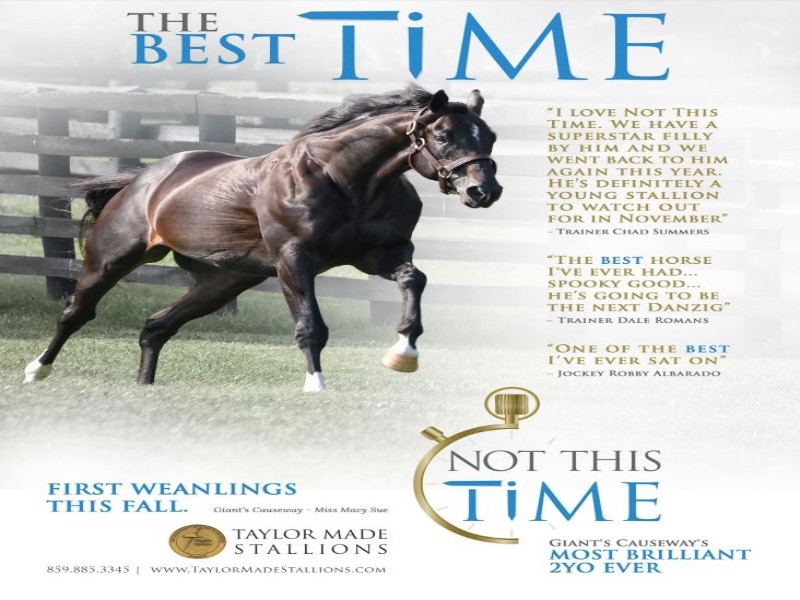 THE BEST TiME
"I LOVE NOT THIS
TIME. WE HAVE A
SUPERSTAR FILLY
BY HIM AND WE
WENT BACK TO HIM
AGAIN THIS YEAR.
HE'S DEFINITELY A
YOUNG STALLION
TO WATCH OUT
FOR IN NOVEMBER"
– TRAINER CHAD SUMMERS
"THE BEST HORSE
I'VE EVER HAD...
SPOOKY GOOD...
HE'S GOING TO BE
THE NEXT DANZIG"
– TRAINER DALE ROMANS
"ONE OF THE BEST
I'VE EVER SAT ON"
– JOCKEY ROBBY ALBARADO
NOT THIS
TiME
GIANT'S CAUSEWAY'S
MOST BRILLIANT
2YO EVER
FIRST WEANLINGS
THIS FALL. Giant's Causeway – Miss Macy Sue
TAYLOR MADE
STALLIONS
859.885.3345 | WWW.TAYLORMADESTALLIONS.COM